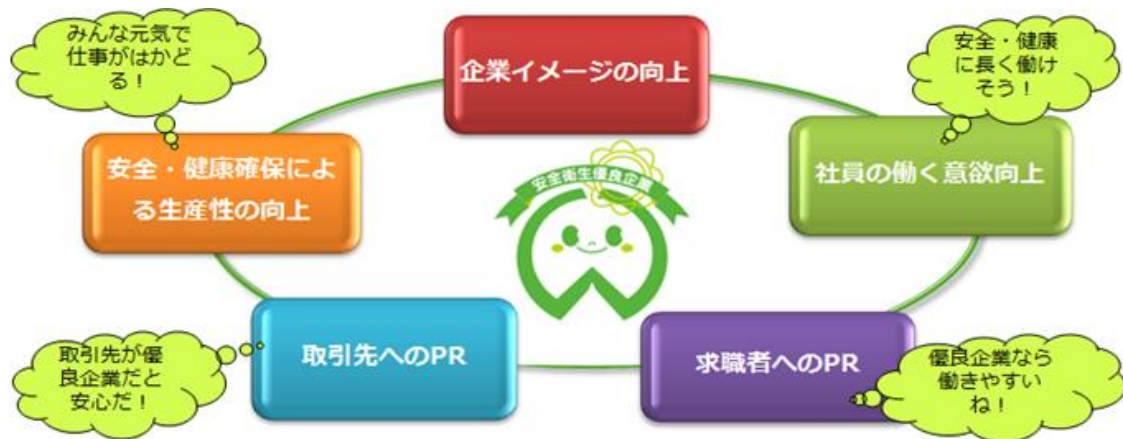 みんな元気で
仕事がはかど
る！
企業イメージの向上
安全・健康
に長く働け
そう！
安全・健康確保によ
る生産性の向上
安全衛生優良企業
社員の働く意欲向上
取引先が優
良企業だと
安心だ！
取引先へのPR
求職者へのPR
優良企業なら
働きやすい
ね！